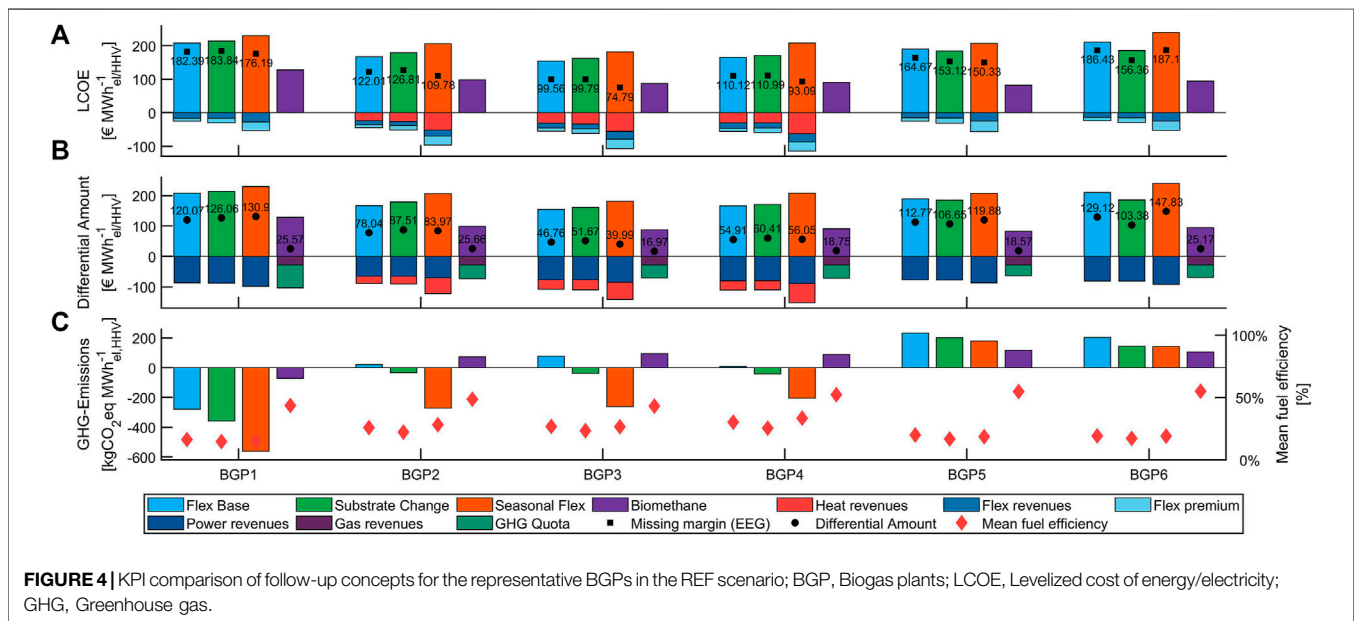 A
LCOE
[€ MWh-1el/HHV]
200
100
0
-100
182.39 183.84 176.19
122.01 126.81 109.78
99.56 99.79 74.79
110.12 110.99 93.09
164.67 153.12 150.33
186.43 156.36 187.1
B
Differential Amount
[€ MWh-1el/HHV]
200
100
0
-100
120.07 126.06 130.9 25.57
78.04 87.51 83.97 25.66
46.76 51.67 39.99 16.97
54.91 60.41 56.05 18.75
112.77 106.65 119.88 18.57
129.12 103.38 147.83 25.17
C
GHG-Emissions
[kgCO2eq MWh-1el,HHV]
200
0
-200
-400
-600
100%
50%
0%
Mean fuel efficiency
[%]
BGP1 BGP2 BGP3 BGP4 BGP5 BGP6
Flex Base Substrate Change Seasonal Flex Biomethane Heat revenues Flex revenues Flex premium
Power revenues Gas revenues GHG Quota Missing margin (EEG) Differential Amount Mean fuel efficiency
FIGURE 4 | KPI comparison of follow-up concepts for the representative BGPs in the REF scenario; BGP, Biogas plants; LCOE, Levelized cost of energy/electricity;
GHG, Greenhouse gas.